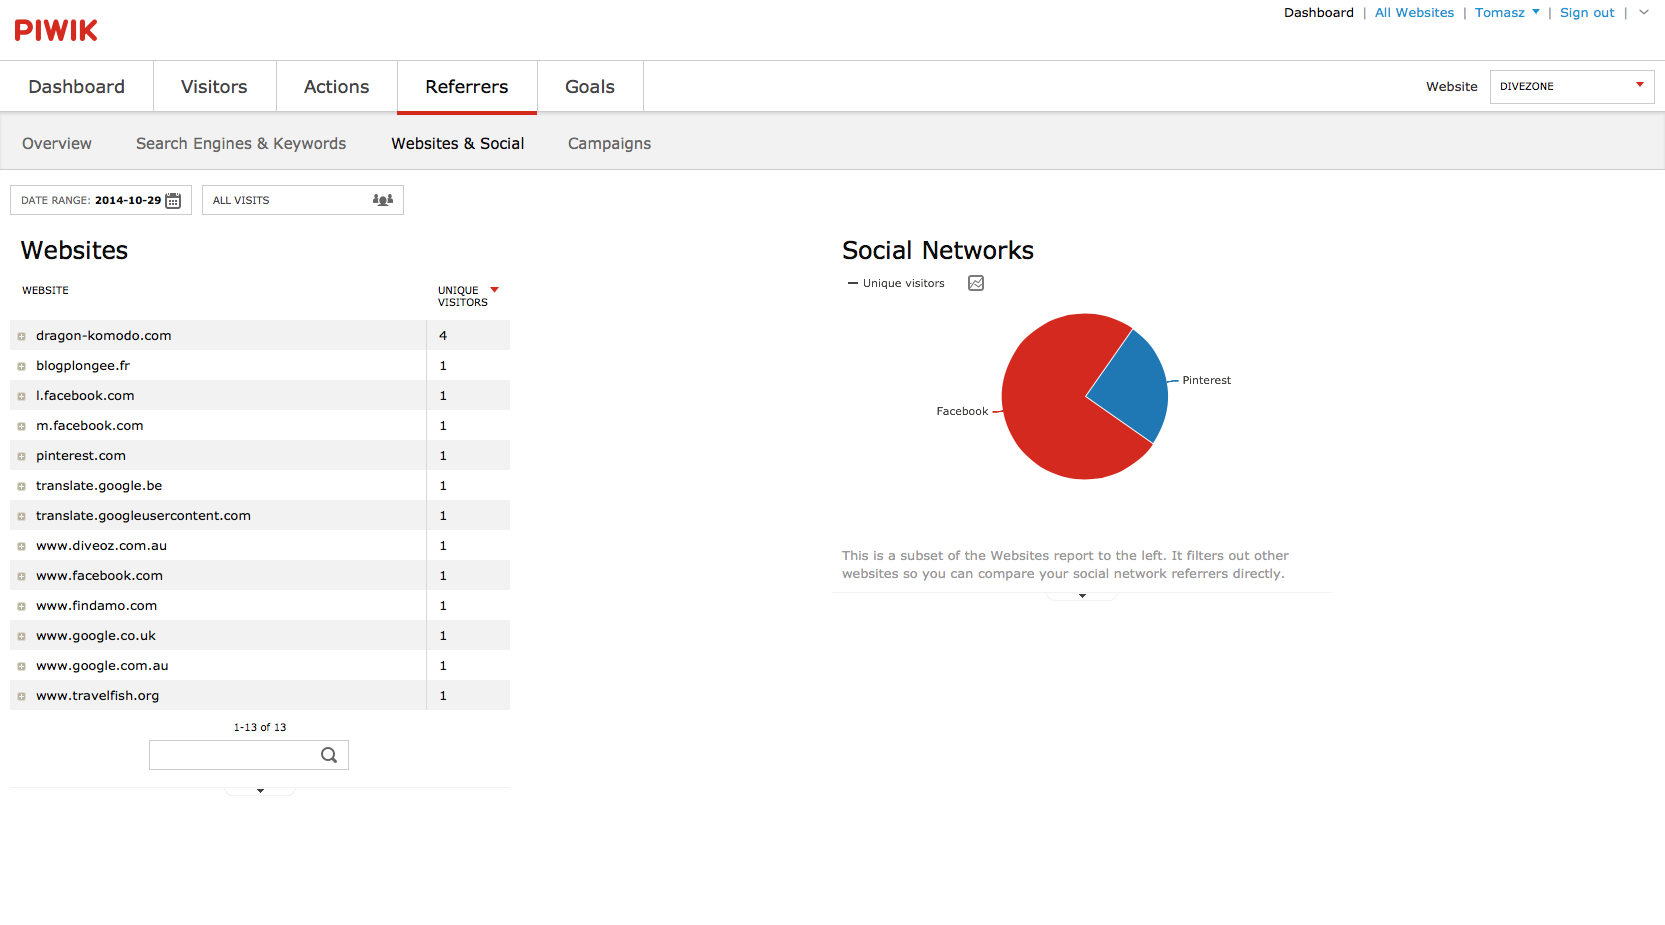 PIWIK
Dashboard | All Websites | Tomasz | Sign out |
Dashboard Visitors Actions Referrers Goals
Website DIVEZONE
Overview Search Engines & Keywords Websites & Social Campaigns
DATE RANGE: 2014-10-29
ALL VISITS
Websites
WEBSITE UNIQUE
VISITORS
dragon-komodo.com 4
blogplongee.fr 1
l.facebook.com 1
m.facebook.com 1
pinterest.com 1
translate.google.be 1
translate.googleusercontent.com 1
www.diveoz.com.au 1
www.facebook.com 1
www.findamo.com 1
www.google.co.uk 1
www.google.com.au 1
www.travelfish.org 1
1-13 of 13
Social Networks
Unique visitors
Pinterest
Facebook
This is a subset of the Websites report to the left. It filters out other
websites so you can compare your social network referrers directly.